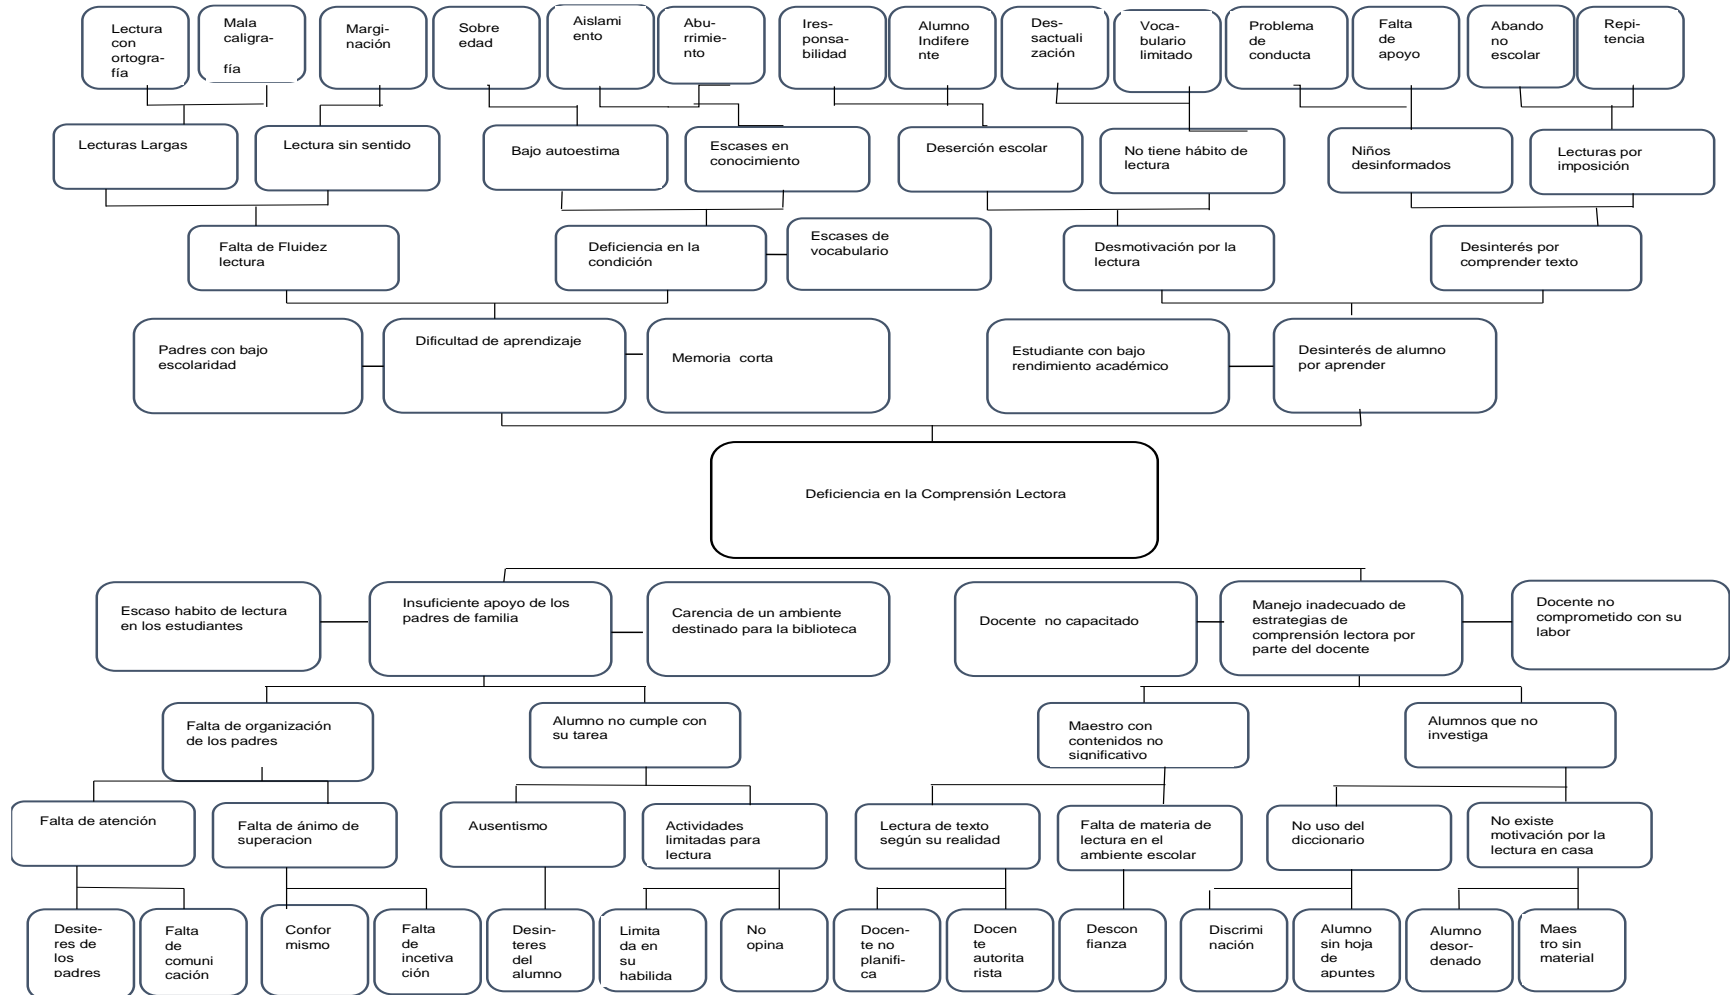 Lectura
con
ortogra-
fía
Mala
caligra-
fía
Margi-
nación
Sobre
edad
Aislami
ento
Abu-
rrimie-
nto
Ires-
ponsa-
bilidad
Alumno
Indifere
nte
Des-
sactuali
zación
Voca-
bulario
limitado
Problema
de
conducta
Falta
de
apoyo
Abando
no
escolar
Repi-
tencia
Lecturas Largas
Lectura sin sentido
Bajo autoestima
Escases en
conocimiento
Deserción escolar
No tiene hábito de
lectura
Niños
desinformados
Lecturas por
imposición
Falta de Fluidez
lectura
Deficiencia en la
condición
Escases de
vocabulario
Desmotivación por la
lectura
Desinterés por
comprender texto
Padres con bajo
escolaridad
Dificultad de aprendizaje
Memoria corta
Estudiante con bajo
rendimiento académico
Desinterés de alumno
por aprender
Deficiencia en la Comprensión Lectora
Escaso habito de lectura
en los estudiantes
Insuficiente apoyo de los
padres de familia
Carencia de un ambiente
destinado para la biblioteca
Docente no capacitado
Manejo inadecuado de
estrategias de
comprensión lectora por
parte del docente
Docente no
comprometido con su
labor
Falta de organización
de los padres
Alumno no cumple con
su tarea
Maestro con
contenidos no
significativo
Alumnos que no
investiga
Falta de atención
Falta de ánimo de
superacion
Ausentismo
Actividades
limitadas para
lectura
Lectura de texto
según su realidad
Falta de materia de
lectura en el
ambiente escolar
No uso del
diccionario
No existe
motivación por la
lectura en casa
Desite-
res de
los
padres
Falta
de
comuni
cación
Confor
mismo
Falta
de
incetiva
ción
Desin-
teres
del
alumno
Limita
da en
su
habilida
No
opina
Docen-
te no
planifi-
ca
Docen
te
autorita
rista
Descon
fianza
Discrimi
nación
Alumno
sin hoja
de
apuntes
Alumno
desor-
denado
Maes
tro sin
material